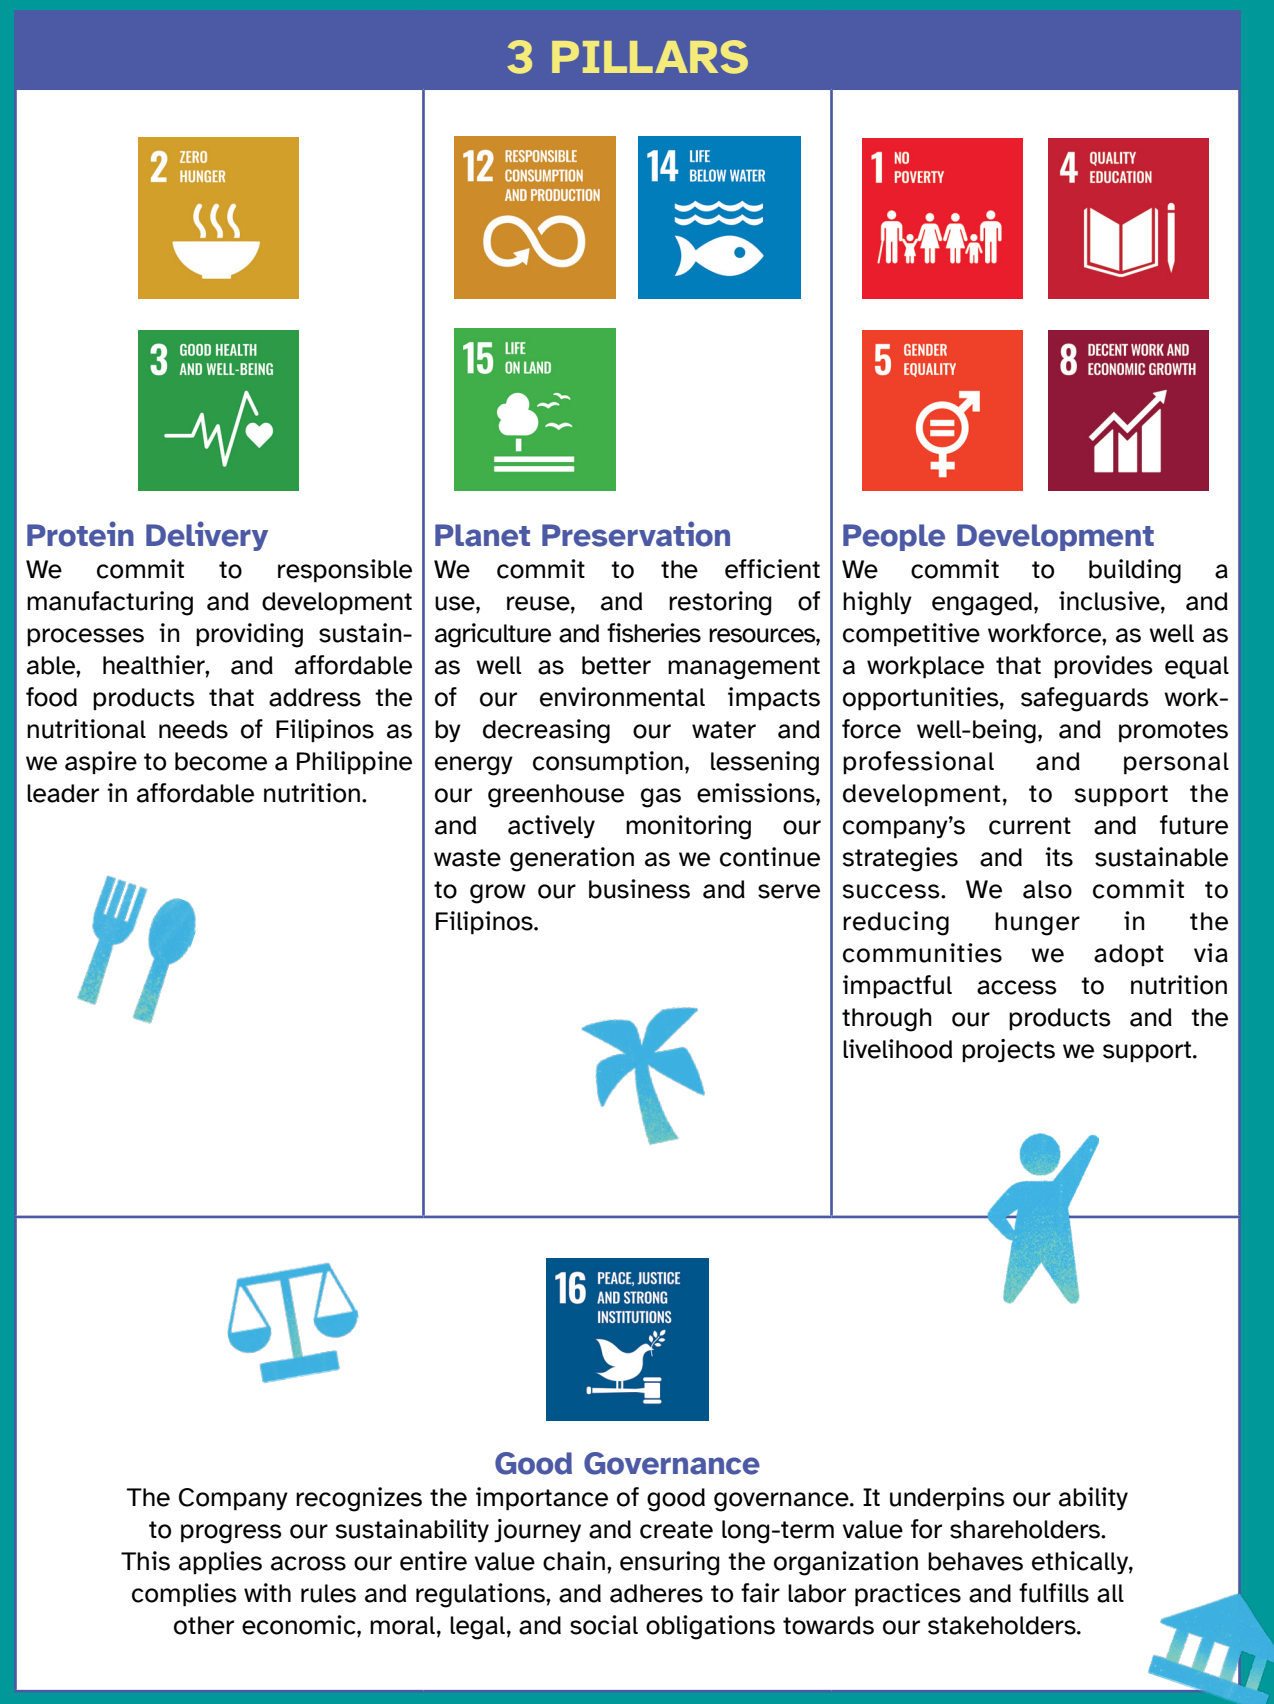 3 PILLARS
2 ZERO
HUNGER
3 GOOD HEALTH
AND WELL-BEING
Protein Delivery
We commit to responsible
manufacturing and development
processes in providing sustain-
able, healthier, and affordable
food products that address the
nutritional needs of Filipinos as
we aspire to become a Philippine
leader in affordable nutrition.
12 RESPONSIBLE
CONSUMPTION
AND PRODUCTION
14 LIFE
BELOW WATER
15 LIFE
ON LAND
Planet Preservation
We commit to the efficient
use, reuse, and restoring of
agriculture and fisheries resources,
as well as better management
of our environmental impacts
by decreasing our water and
energy consumption, lessening
our greenhouse gas emissions,
and actively monitoring our
waste generation as we continue
to grow our business and serve
Filipinos.
1 NO
POVERTY
4 QUALITY
EDUCATION
5 GENDER
EQUALITY
8 DECENT WORK AND
ECONOMIC GROWTH
People Development
We commit to building a
highly engaged, inclusive, and
competitive workforce, as well as
a workplace that provides equal
opportunities, safeguards work-
force well-being, and promotes
professional and personal
development, to support the
company’s current and future
strategies and its sustainable
success. We also commit to
reducing hunger in the
communities we adopt via
impactful access to nutrition
through our products and the
livelihood projects we support.
16 PEACE, JUSTICE
AND STRONG
INSTITUTIONS
Good Governance
The Company recognizes the importance of good governance. It underpins our ability
to progress our sustainability journey and create long-term value for shareholders.
This applies across our entire value chain, ensuring the organization behaves ethically,
complies with rules and regulations, and adheres to fair labor practices and fulfills all
other economic, moral, legal, and social obligations towards our stakeholders.